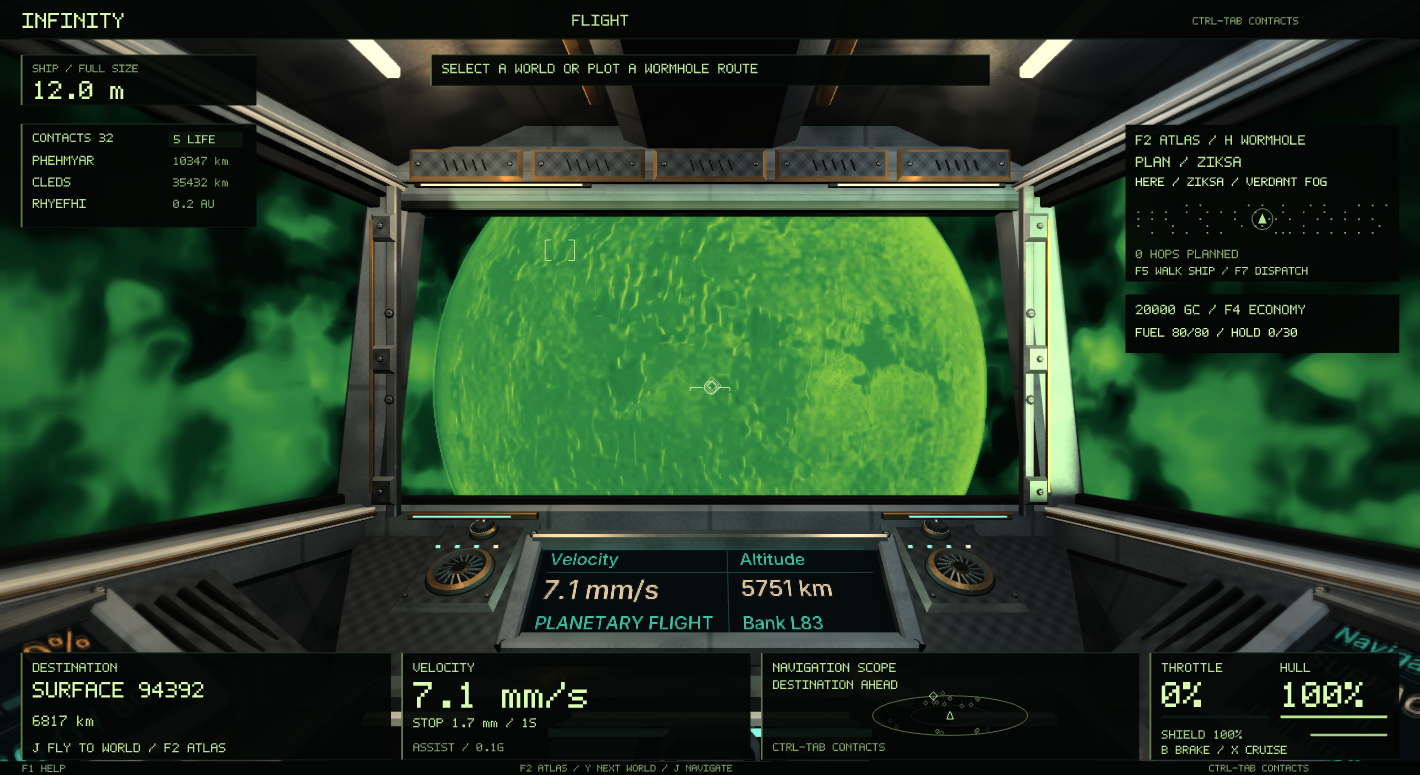 INFINITY
FLIGHT
CTRL-TAB CONTACTS
SHIP / FULL SIZE
12.0 m
SELECT A WORLD OR PLOT A WORMHOLE ROUTE
CONTACTS 32 5 LIFE
PHEHMYAR 10347 km
CLEDS 35432 km
RHYEFHI 0.2 AU
F2 ATLAS / H WORMHOLE
PLAN / ZIKSA
HERE / ZIKSA / VERDANT FOG
0 HOPS PLANNED
F5 WALK SHIP / F7 DISPATCH
20000 GC / F4 ECONOMY
FUEL 80/80 / HOLD 0/30
Velocity
7.1 mm/s
PLANETARY FLIGHT
Altitude
5751 km
Bank L83
DESTINATION
SURFACE 94392
6817 km
J FLY TO WORLD / F2 ATLAS
VELOCITY
7.1 mm/s
STOP 1.7 mm / 1S
ASSIST / 0.1G
NAVIGATION SCOPE
DESTINATION AHEAD
CTRL-TAB CONTACTS
THROTTLE
0%
HULL
100%
SHIELD 100%
B BRAKE / X CRUISE
F1 HELP
F2 ATLAS / Y NEXT WORLD / J NAVIGATE
CTRL-TAB CONTACTS